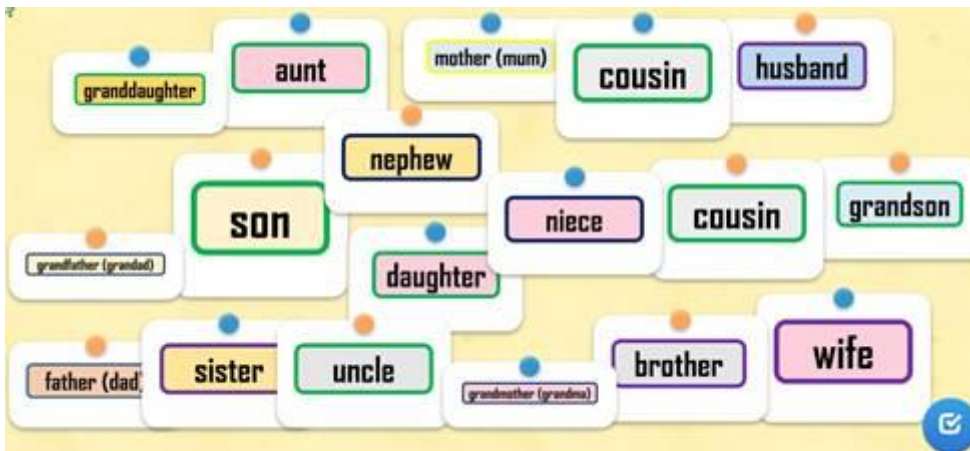 granddaughter
aunt
mother (mum)
cousin
husband
nephew
son
niece
cousin
grandson
grandfather (grandad)
daughter
father (dad)
sister
uncle
grandmother (grandma)
brother
wife